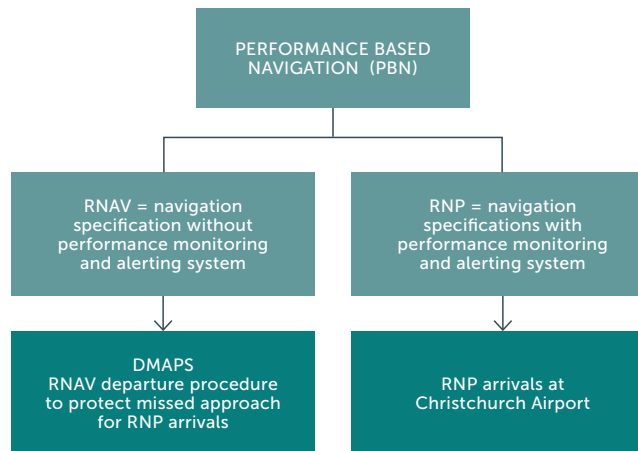 PERFORMANCE BASED
NAVIGATION (PBN)
RNAV = navigation
specification without
performance monitoring
and alerting system
RNP = navigation
specifications with
performance monitoring
and alerting system
DMAPS
RNAV departure procedure
to protect missed approach
for RNP arrivals
RNP arrivals at
Christchurch Airport